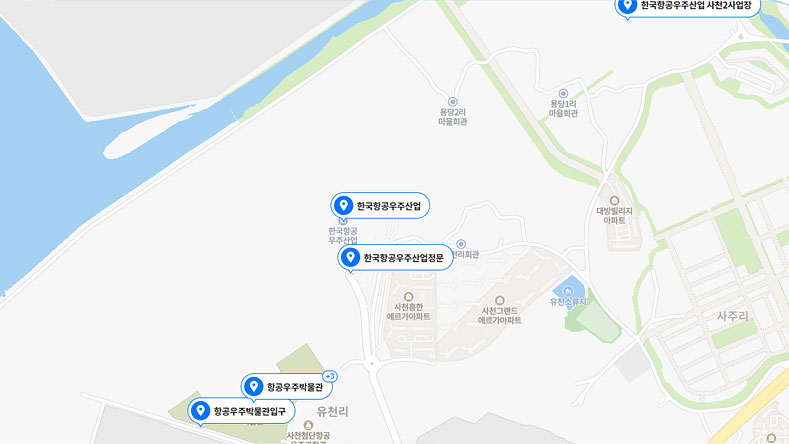 한국항공우주산업 사천2사업장
용당2리
마을회관
용당1리
마을회관
대방빌리지
아파트
한국항공우주산업
한국항공
우주산업
천리회관
한국항공우주산업정문
유천소류지
사천흥한
에르가아파트
사천그랜드
에르가아파트
사주리
항공우주박물관
+3
항공우주박물관입구
유천리
사천첨단항공